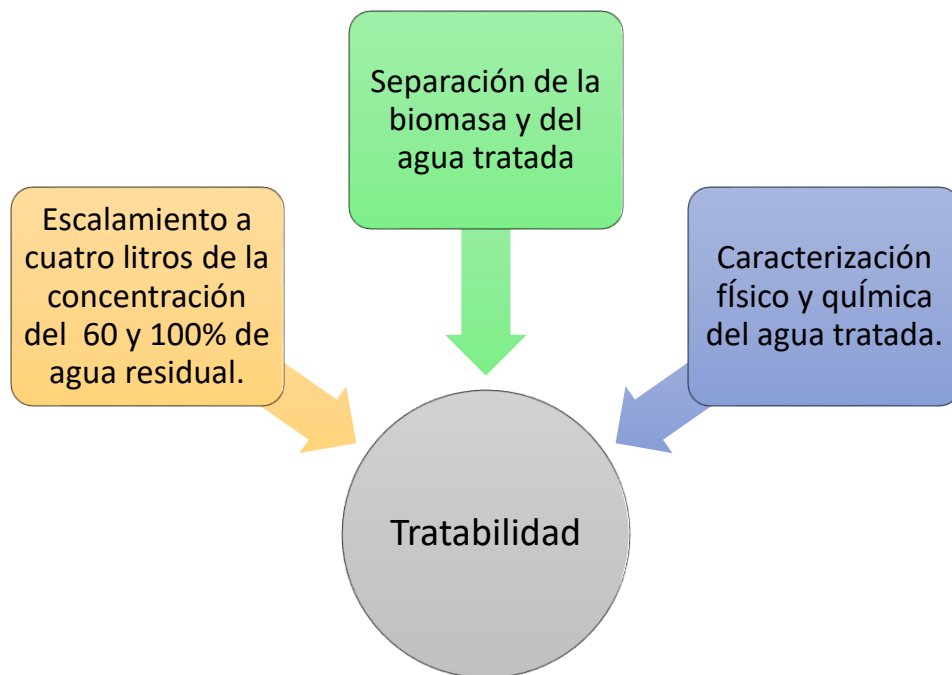 Escalamiento a
cuatro litros de la
concentración
del 60 y 100% de
agua residual.
Separación de la
biomasa y del
agua tratada
Caracterización
fÍsico y quÍmica
del agua tratada.
Tratabilidad